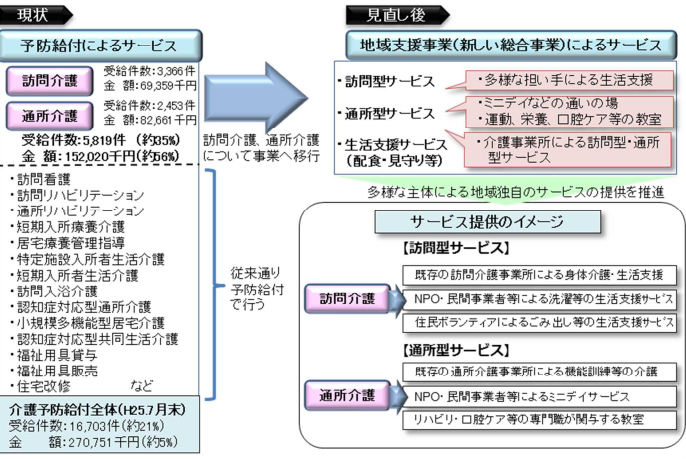 現状
予防給付によるサービス
訪問介護
受給件数:3,366件
金 額:69,359千円
通所介護
受給件数:2,453件
金 額:82,661千円
受給件数:5,819件 (約35%)
金 額:152,020千円(約56%)
訪問介護、通所介護
について事業へ移行
・訪問看護
・訪問リハビリテーション
・通所リハビリテーション
・短期入所療養介護
・居宅療養管理指導
・特定施設入所者生活介護
・短期入所者生活介護
・訪問入浴介護
・認知症対応型通所介護
・小規模多機能型居宅介護
・認知症対応型共同生活介護
・福祉用具貸与
・福祉用具販売
・住宅改修 など
従来通り
予防給付
で行う
介護予防給付全体(H25.7月末)
受給件数:16,703件(約21%)
金 額:270,751千円(約5%)
見直し後
地域支援事業(新しい総合事業)によるサービス
・訪問型サービス
・通所型サービス
・生活支援サービス
(配食・見守り等)
・多様な担い手による生活支援
・ミニデイなどの通いの場
・運動、栄養、口腔ケア等の教室
・介護事業所による訪問型・通所
型サービス
多様な主体による地域独自のサービスの提供を推進
サービス提供のイメージ
【訪問型サービス】
訪問介護
既存の訪問介護事業所による身体介護・生活支援
NPO・民間事業者等による洗濯等の生活支援サービス
住民ボランティアによるごみ出し等の生活支援サービス
【通所型サービス】
通所介護
既存の通所介護事業所による機能訓練等の介護
NPO・民間事業者等によるミニデイサービス
リハビリ・口腔ケア等の専門職が関与する教室